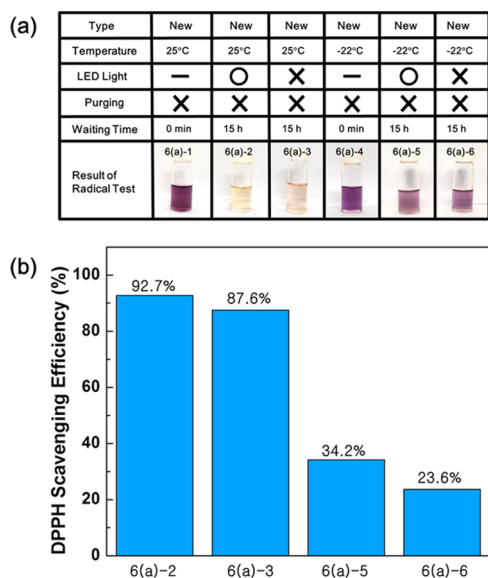 (a)
Type New New New New New New
Temperature 25°C 25°C 25°C -22°C -22°C -22°C
LED Light — O X — O X
Purging X X X X X X
Waiting Time 0 min 15 h 15 h 0 min 15 h 15 h
6(a)-1 6(a)-2 6(a)-3 6(a)-4 6(a)-5 6(a)-6
Result of
Radical Test
(b)
DPPH Scavenging Efficiency (%)
100
80
60
40
20
0
92.7%
87.6%
34.2%
23.6%
6(a)-2 6(a)-3 6(a)-5 6(a)-6